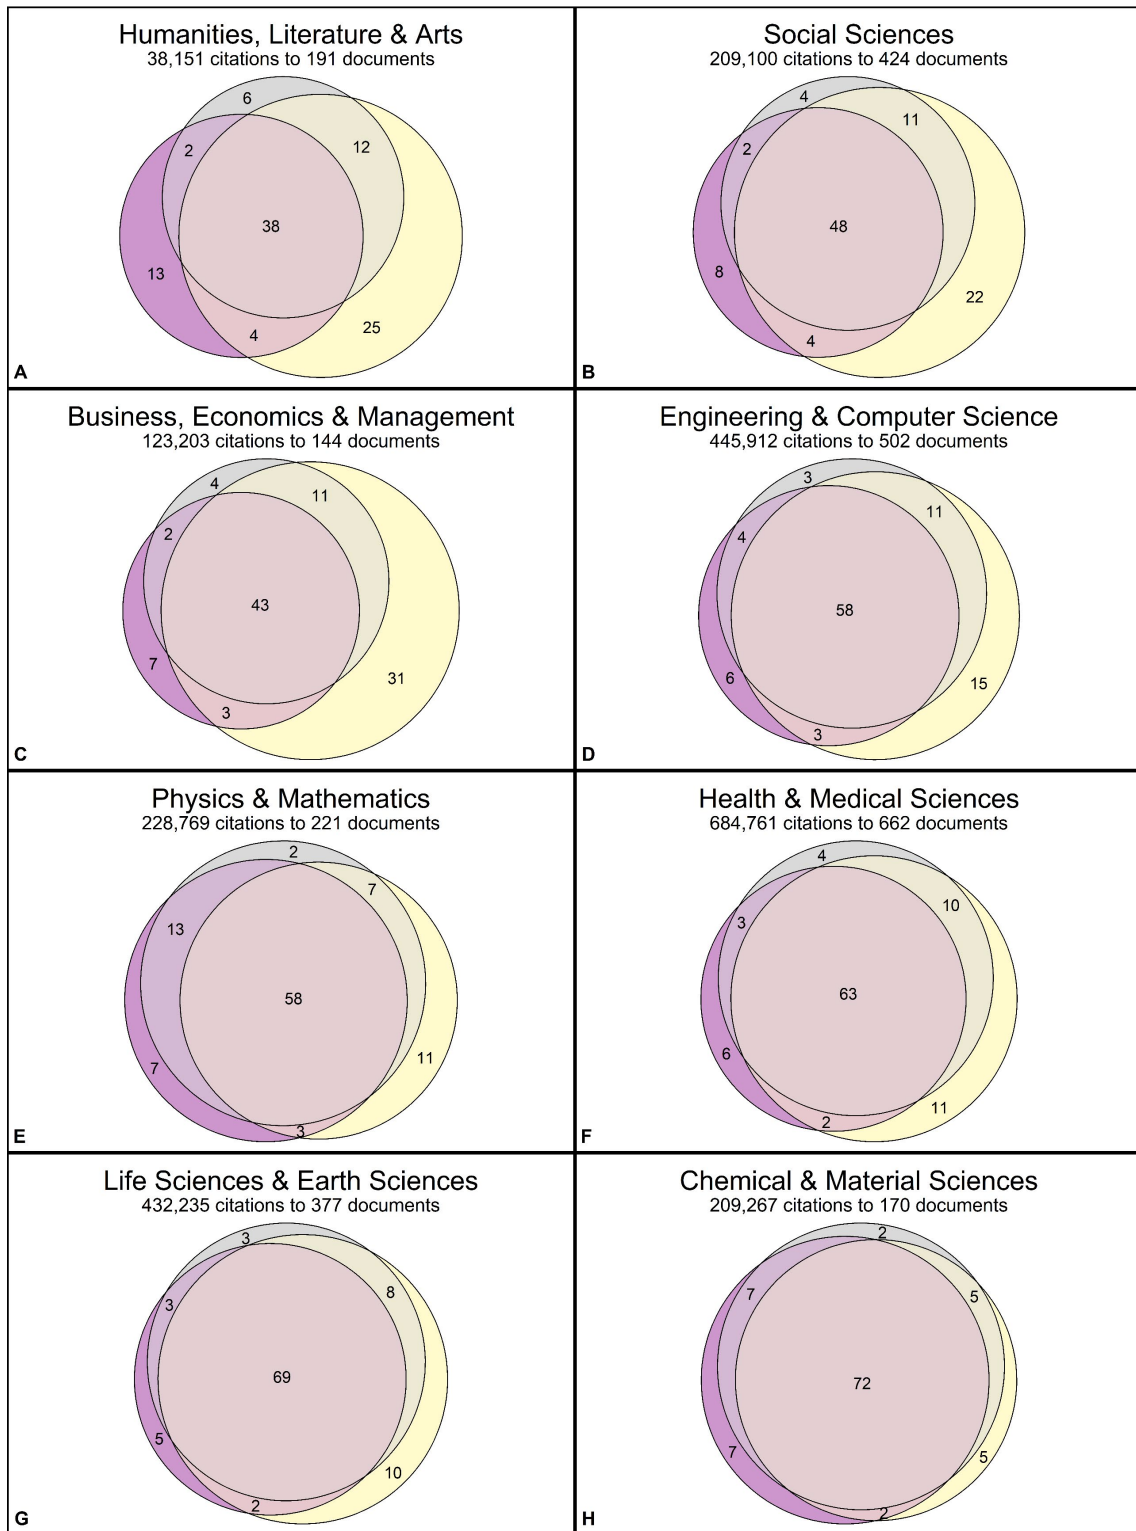 Humanities, Literature & Arts
38,151 citations to 191 documents
6
2
12
38
13
4
25
A
Social Sciences
209,100 citations to 424 documents
4
11
2
48
8
22
4
B
Business, Economics & Management
123,203 citations to 144 documents
4
11
2
43
7
31
3
C
Engineering & Computer Science
445,912 citations to 502 documents
3
11
4
58
6
15
3
D
Physics & Mathematics
228,769 citations to 221 documents
2
7
13
58
11
7
3
E
Health & Medical Sciences
684,761 citations to 662 documents
4
10
3
63
6
11
2
F
Life Sciences & Earth Sciences
432,235 citations to 377 documents
3
8
3
69
5
10
2
G
Chemical & Material Sciences
209,267 citations to 170 documents
2
7
5
72
7
5
2
H